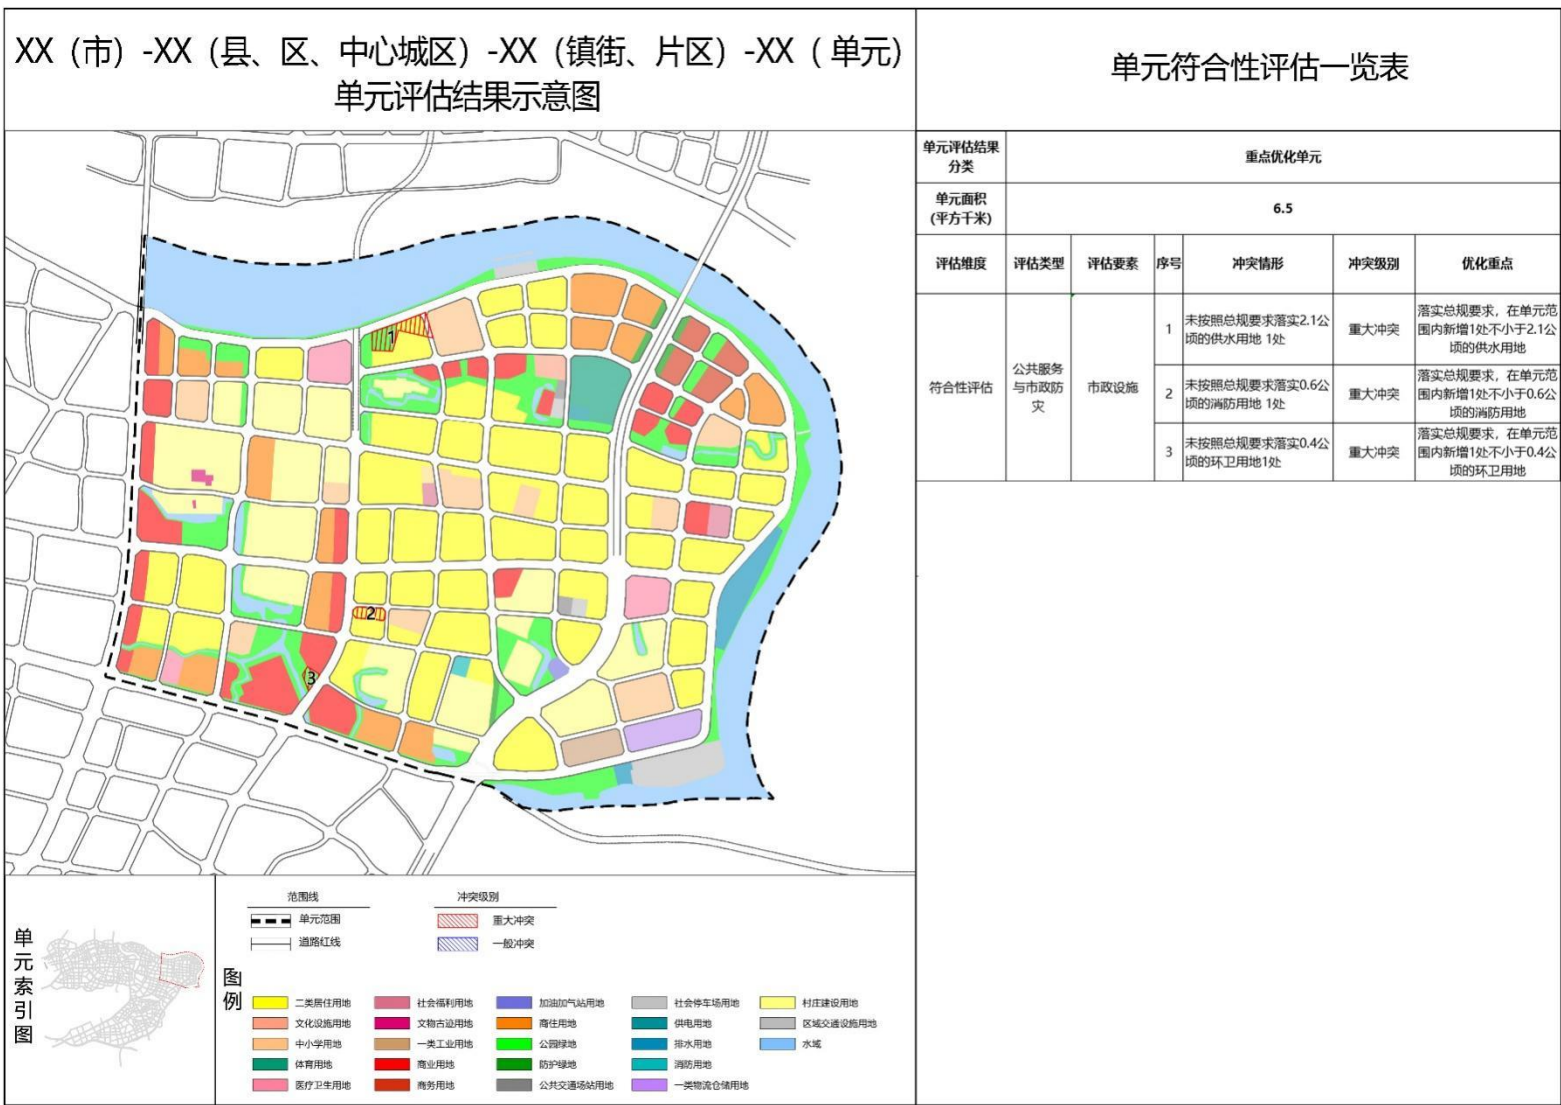 XX（市）-XX（县、区、中心城区）-XX（镇街、片区）-XX（ 单元）
单元评估结果示意图
单元符合性评估一览表
单元评估结果
分类
重点优化单元
单元面积
(平方千米)
6.5
评估维度
评估类型
评估要素
序号
冲突情形
冲突级别
优化重点
符合性评估
公共服务
与市政防
灾
市政设施
1
未按照总规要求落实2.1公
顷的供水用地 1处
重大冲突
落实总规要求，在单元范
围内新增1处不小于2.1公
顷的供水用地
2
未按照总规要求落实0.6公
顷的消防用地 1处
重大冲突
落实总规要求，在单元范
围内新增1处不小于0.6公
顷的消防用地
3
未按照总规要求落实0.4公
顷的环卫用地1处
重大冲突
落实总规要求，在单元范
围内新增1处不小于0.4公
顷的环卫用地
1
2
3
单元索引图
图例
范围线
单元范围
道路红线
冲突级别
重大冲突
一般冲突
二类居住用地
社会福利用地
加油加气站用地
社会停车场用地
村庄建设用地
文化设施用地
文物古迹用地
商住用地
供电用地
区域交通设施用地
中小学用地
一类工业用地
公园绿地
排水用地
水域
体育用地
商业用地
防护绿地
消防用地
医疗卫生用地
商务用地
公共交通场站用地
一类物流仓储用地